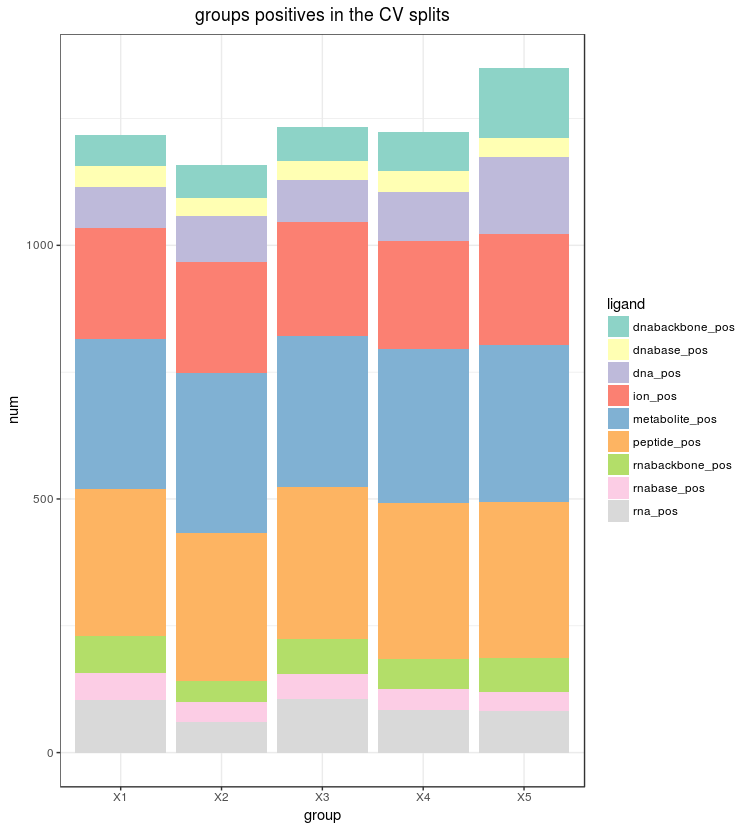 groups positives in the CV splits
num
1000
500
0
X1
X2
X3
X4
X5
group
ligand
dnabackbone_pos
dnabase_pos
dna_pos
ion_pos
metabolite_pos
peptide_pos
rnabackbone_pos
rnabase_pos
rna_pos